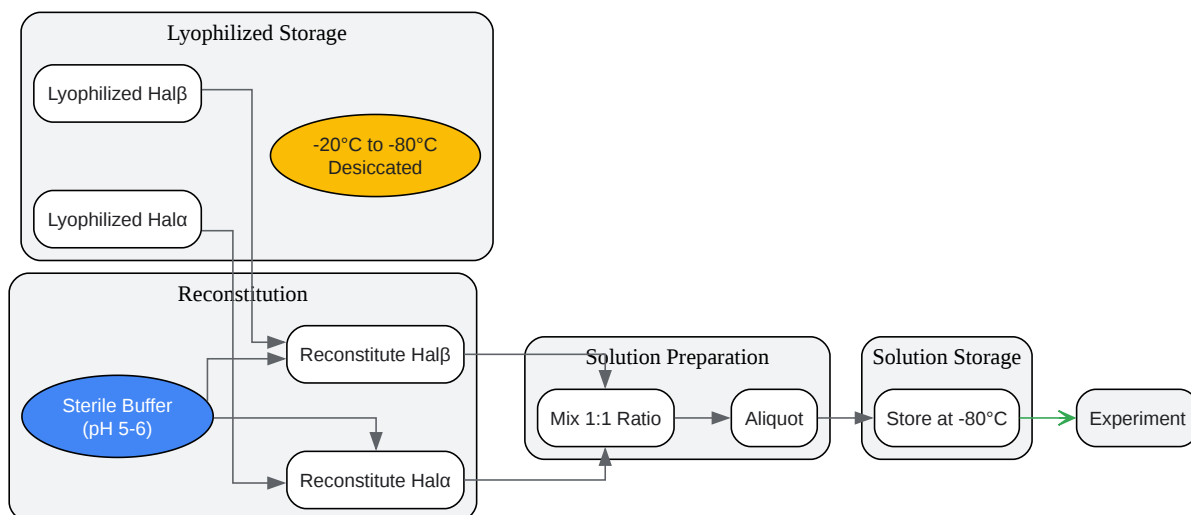 Lyophilized Storage
Lyophilized Halβ
-20°C to -80°C
Desiccated
Lyophilized Halα
Reconstitution
Reconstitute Halβ
Sterile Buffer
(pH 5-6)
Reconstitute Halα
Solution Preparation
Mix 1:1 Ratio
Aliquot
Solution Storage
Store at -80°C
Experiment